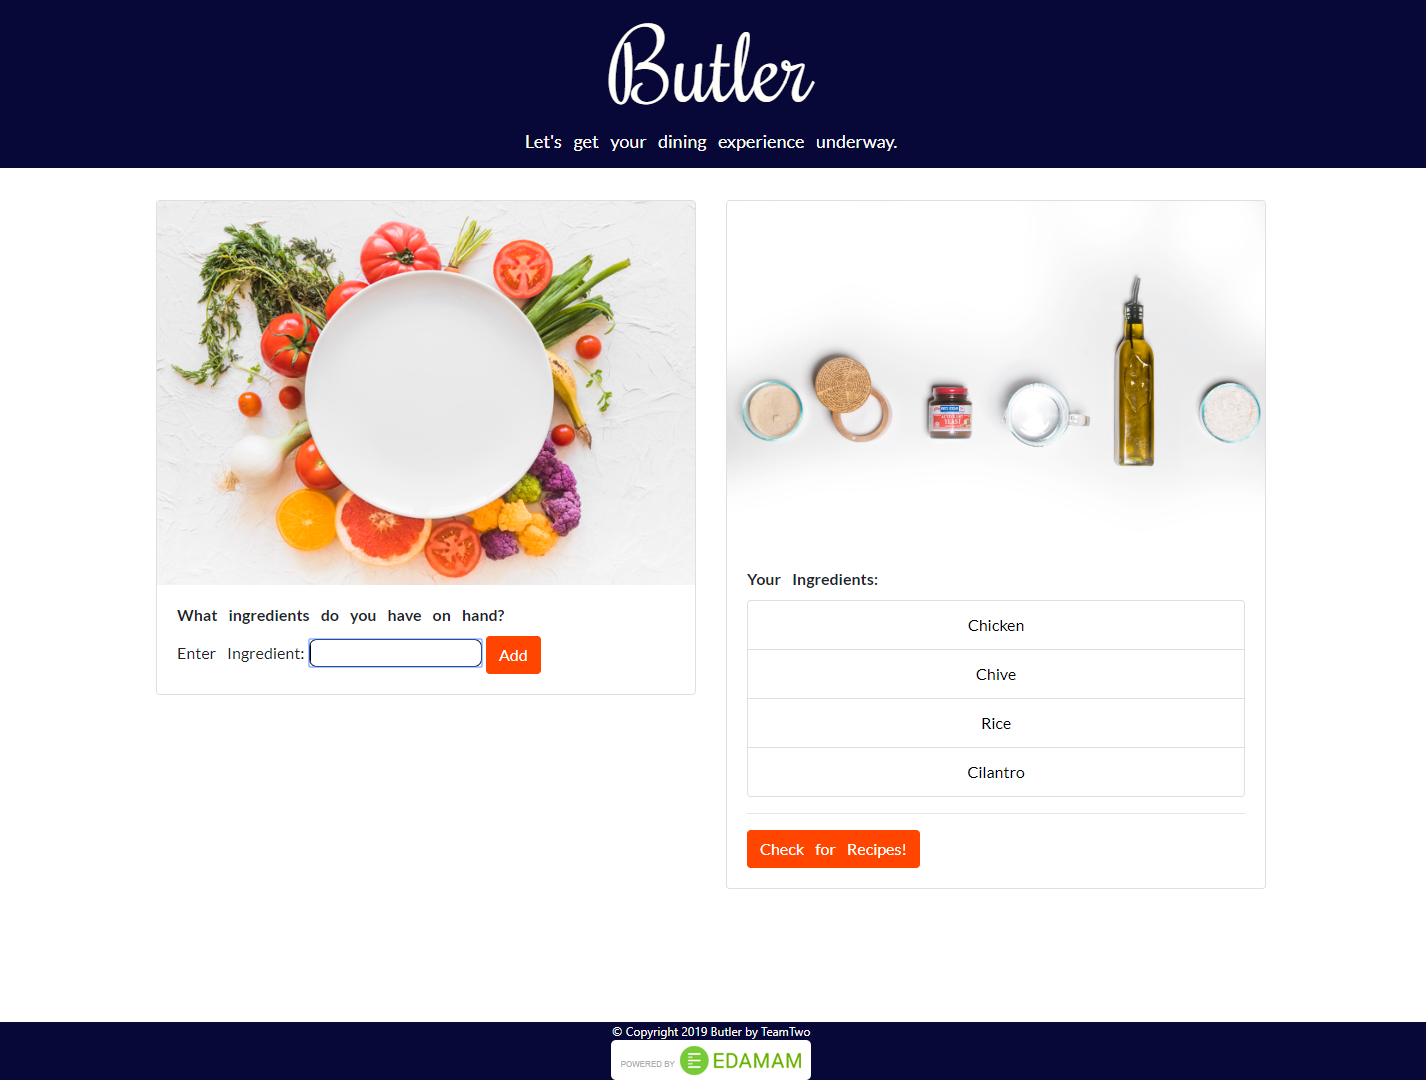 Butler
Let's get your dining experience underway.
What ingredients do you have on hand?
Enter Ingredient:
Add
YEAST
Your Ingredients:
Chicken
Chive
Rice
Cilantro
Check for Recipes!
© Copyright 2019 Butler by TeamTwo
POWERED BY EDAMAM